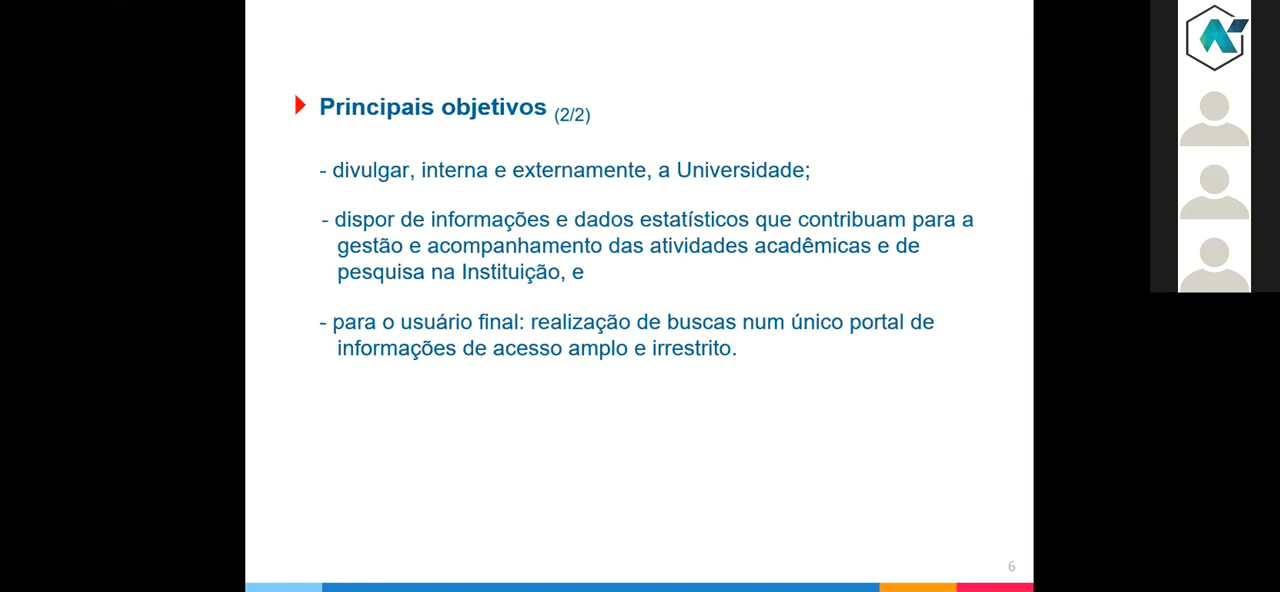 Principais objetivos (2/2)
- divulgar, interna e externamente, a Universidade;
- dispor de informações e dados estatísticos que contribuam para a
gestão e acompanhamento das atividades acadêmicas e de
pesquisa na Instituição, e
- para o usuário final: realização de buscas num único portal de
informações de acesso amplo e irrestrito.
6